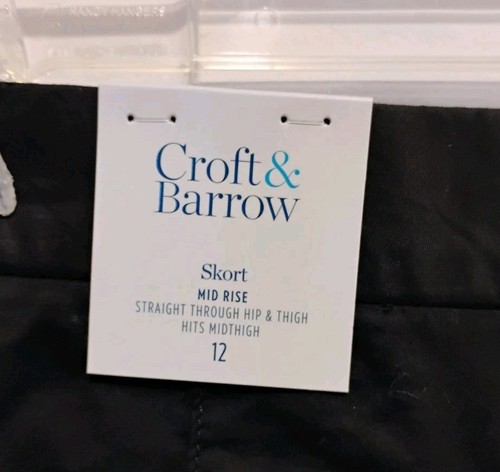 Croft &
Barrow
Skort
MID RISE
STRAIGHT THROUGH HIP & THIGH
HITS MIDTHIGH
12